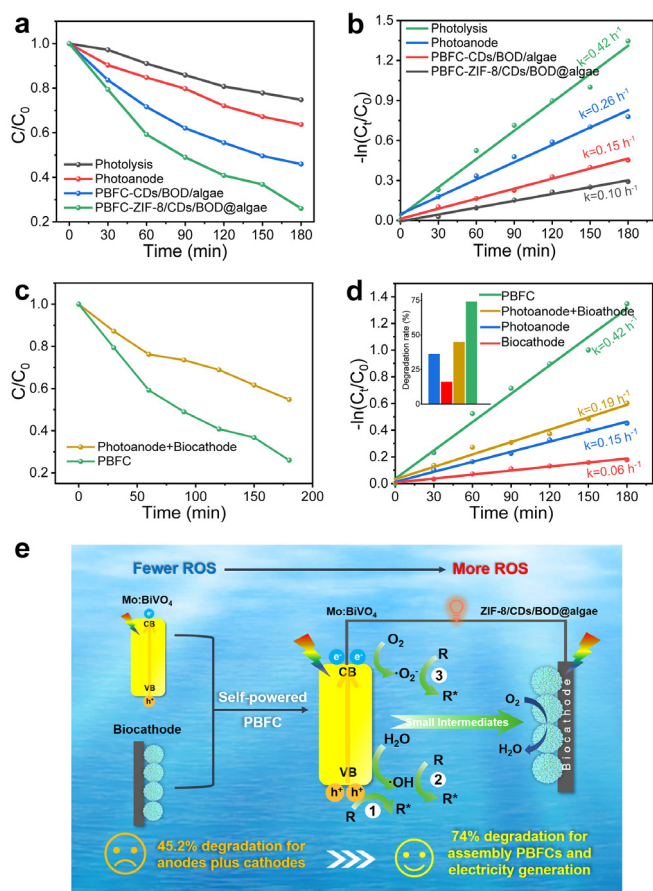 a
C/C0
1.0
0.8
0.6
0.4
0.2
Photolysis
Photoanode
PBFC-CDs/BOD/algae
PBFC-ZIF-8/CDs/BOD@algae
0 30 60 90 120 150 180
Time (min)
b
-ln(Ct/C0)
1.5
1.2
0.9
0.6
0.3
0.0
Photolysis
Photoanode
PBFC-CDs/BOD/algae
PBFC-ZIF-8/CDs/BOD@algae
k=0.42 h-1
k=0.26 h-1
k=0.15 h-1
k=0.10 h-1
0 30 60 90 120 150 180
Time (min)
c
C/C0
1.0
0.8
0.6
0.4
0.2
Photoanode+Biocathode
PBFC
0 50 100 150 200
Time (min)
d
-ln(Ct/C0)
1.4
1.2
1.0
0.8
0.6
0.4
0.2
0.0
Degradation rate (%)
75
50
25
0
PBFC
Photoanode+Bioathode
Photoanode
Biocathode
k=0.42 h-1
k=0.19 h-1
k=0.15 h-1
k=0.06 h-1
0 30 60 90 120 150 180
Time (min)
e
Fewer ROS
More ROS
Mo:BiVO4
e-
CB
VB
h+
Biocathode
Self-powered
PBFC
Mo:BiVO4
ZIF-8/CDs/BOD@algae
e- e-
CB
O2
·O2-
R
3
R*
Small Intermediates
H2O
VB
·OH
R
2
R*
h+ h+
1
R
R*
O2
H2O
Biocathode
45.2% degradation for
anodes plus cathodes
74% degradation for
assembly PBFCs and
electricity generation